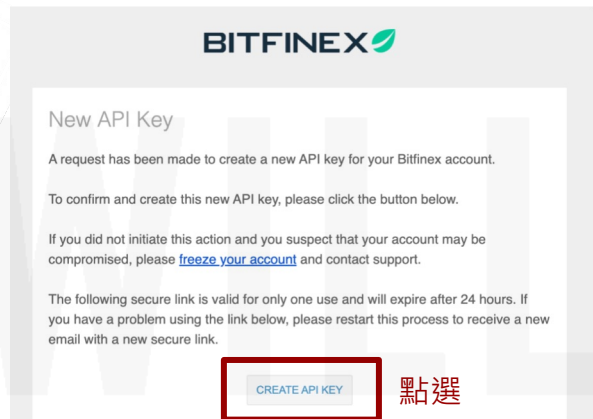 BITFINEX
New API Key
A request has been made to create a new API key for your Bitfinex account.
To confirm and create this new API key, please click the button below.
If you did not initiate this action and you suspect that your account may be
compromised, please freeze your account and contact support.
The following secure link is valid for only one use and will expire after 24 hours. If
you have a problem using the link below, please restart this process to receive a new
email with a new secure link.
CREATE API KEY 點選